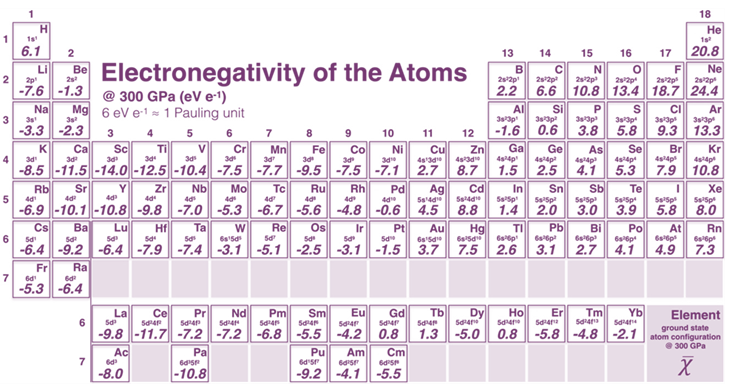 1 18
H He
1 1s¹ 1s²
6.1 2 13 14 15 16 17 20.8
Li Be Electronegativity of the Atoms B C N O F Ne
2 2p¹ 2s² 2s²2p¹ 2s²2p² 2s²2p³ 2s²2p⁴ 2s²2p⁵ 2s²2p⁶
-7.6 -1.3 @ 300 GPa (eV e⁻¹) 2.2 6.6 10.8 13.4 18.7 24.4
Na Mg 6 eV e⁻¹ ≈ 1 Pauling unit Al Si P S Cl Ar
3 3s¹ 3s² 3s²3p¹ 3s²3p² 3s²3p³ 3s²3p⁴ 3s²3p⁵ 3s²3p⁶
-3.3 -2.3 3 4 5 6 7 8 9 10 11 12 -1.6 0.6 3.8 5.8 9.3 13.3
K Ca Sc Ti V Cr Mn Fe Co Ni Cu Zn Ga Ge As Se Br Kr
4 3d¹ 3d² 3d³ 3d⁴ 3d⁵ 3d⁶ 3d⁷ 3d⁸ 3d⁹ 3d¹⁰ 4s¹3d¹⁰ 4s²3d¹⁰ 4s²4p¹ 4s²4p² 4s²4p³ 4s²4p⁴ 4s²4p⁵ 4s²4p⁶
-8.5 -11.5 -14.0 -12.5 -10.4 -7.5 -7.7 -9.5 -7.5 -7.1 2.7 8.7 1.5 2.5 4.1 5.3 7.9 10.8
Rb Sr Y Zr Nb Mo Tc Ru Rh Pd Ag Cd In Sn Sb Te I Xe
5 4d¹ 4d² 4d³ 4d⁴ 4d⁵ 4d⁶ 4d⁷ 4d⁸ 4d⁹ 4d¹⁰ 5s¹4d¹⁰ 5s²4d¹⁰ 5s²5p¹ 5s²5p² 5s²5p³ 5s²5p⁴ 5s²5p⁵ 5s²5p⁶
-6.9 -10.1 -10.8 -9.8 -7.0 -5.3 -6.7 -5.6 -4.8 -0.6 4.5 8.8 1.4 2.0 3.0 3.9 5.8 8.0
Cs Ba Lu Hf Ta W Re Os Ir Pt Au Hg Tl Pb Bi Po At Rn
6 5d¹ 5d² 5d³ 5d⁴ 5d⁵ 6s¹5d⁵ 5d⁷ 5d⁸ 5d⁹ 5d¹⁰ 6s¹5d¹⁰ 6s²5d¹⁰ 6s²6p¹ 6s²6p² 6s²6p³ 6s²6p⁴ 6s²6p⁵ 6s²6p⁶
-6.4 -9.2 -6.4 -7.9 -7.4 -3.1 -5.1 -2.5 -3.1 -1.5 3.7 7.5 2.6 3.1 2.7 4.1 4.9 7.3
Fr Ra
7 6d¹ 6d²
-5.3 -6.4
La Ce Pr Nd Pm Sm Eu Gd Tb Dy Ho Er Tm Yb Element
6 5d³ 5d²4f² 5d²4f³ 5d²4f⁴ 5d²4f⁵ 5d²4f⁶ 5d²4f⁷ 5d²4f¹² 5d²4f¹³ 5d²4f¹⁴ ground state
-9.8 -11.7 -7.2 -7.2 -6.8 -5.5 -4.2 0.8 1.3 -5.0 0.8 -5.8 -4.8 -2.1 atom configuration
Ac Pa Pu Am Cm @ 300 GPa
7 6d³ 6d³5f² 6d¹5f⁷ 6d²5f⁷
-8.0 -10.8 -9.2 -4.1 -5.5 χ̄